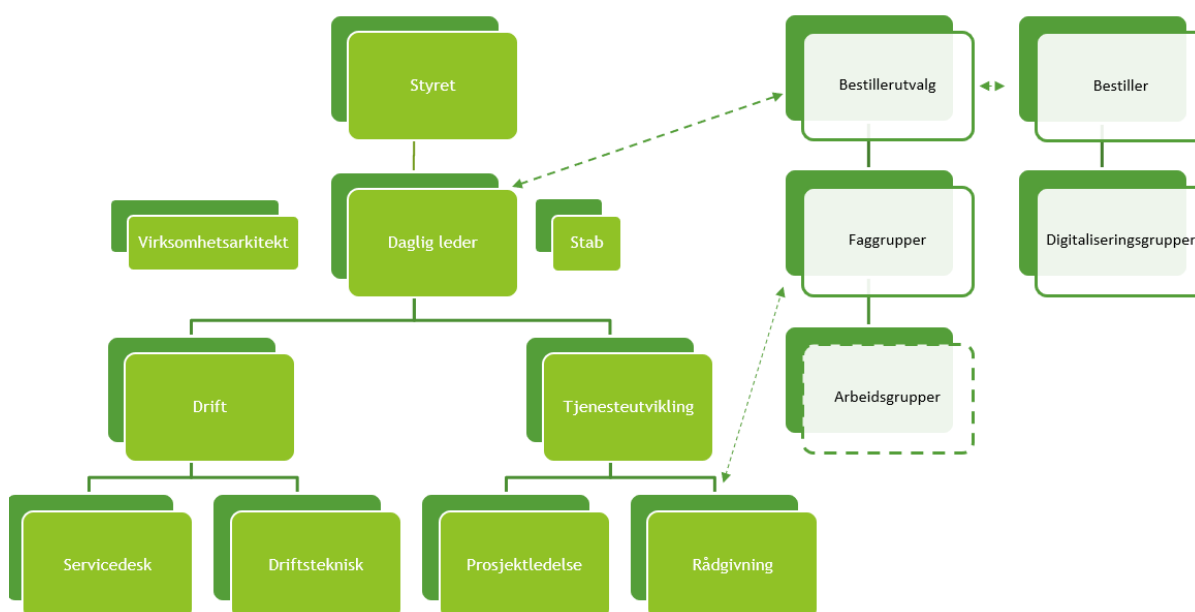 Styret
Bestillerutvalg
Bestiller
Virksomhetsarkitekt
Daglig leder
Stab
Faggrupper
Digitaliseringsgrupper
Drift
Tjenesteutvikling
Arbeidsgrupper
Servicedesk
Driftsteknisk
Prosjektledelse
Rådgivning